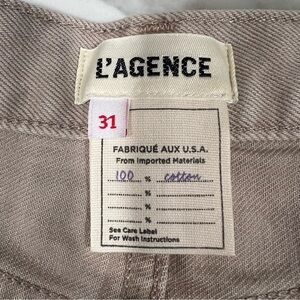 L'AGENCE
31
FABRIQUÉ AUX U.S.A.
From Imported Materials
100 % cotton
%
%
%
See Care Label
For Wash Instructions